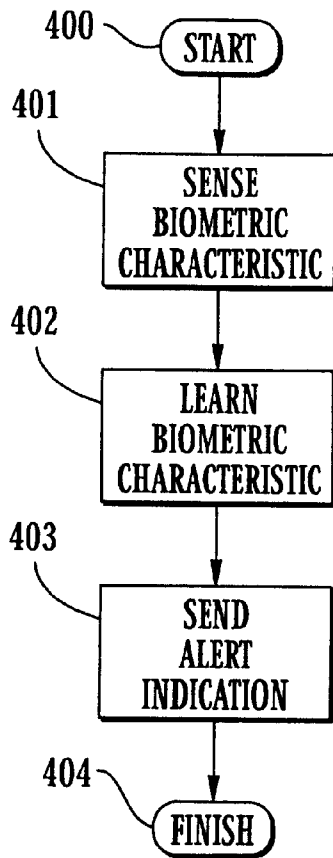 400
START
401
SENSE
BIOMETRIC
CHARACTERISTIC
402
LEARN
BIOMETRIC
CHARACTERISTIC
403
SEND
ALERT
INDICATION
404
FINISH